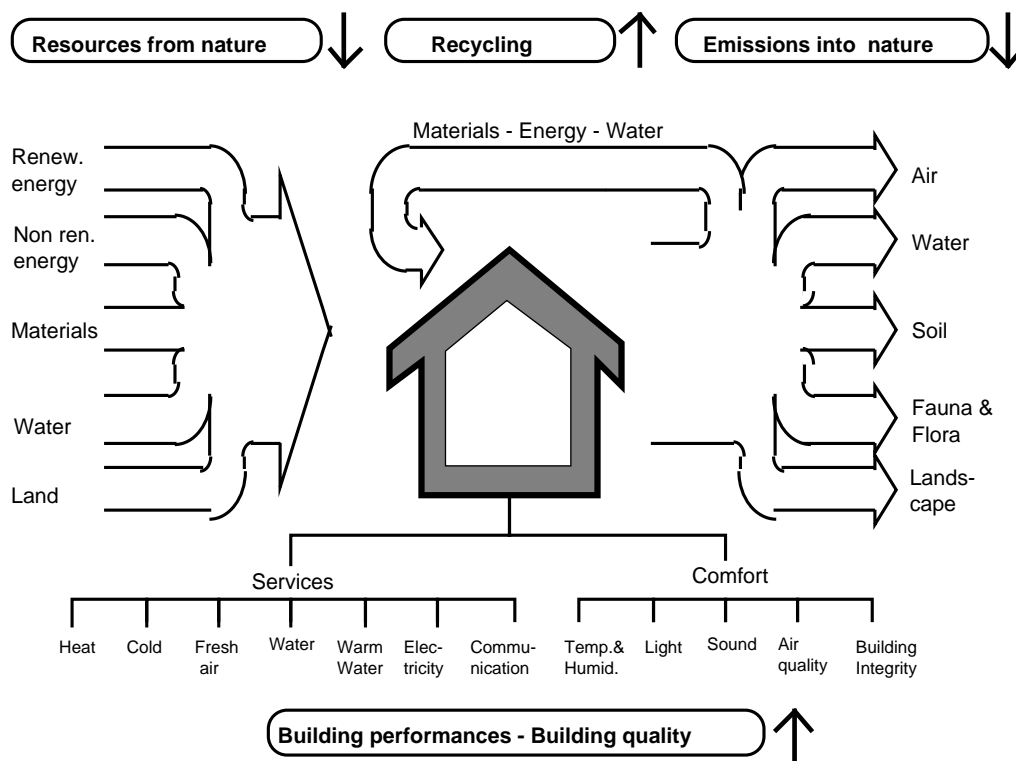 Resources from nature
Recycling
Emissions into nature
Materials - Energy - Water
Renew.
energy
Non ren.
energy
Materials
Water
Land
Air
Water
Soil
Fauna &
Flora
Lands-
cape
Services
Comfort
Heat
Cold
Fresh
air
Water
Warm
Water
Elec-
tricity
Commu-
nication
Temp.&
Humid.
Light
Sound
Air
quality
Building
Integrity
Building performances - Building quality